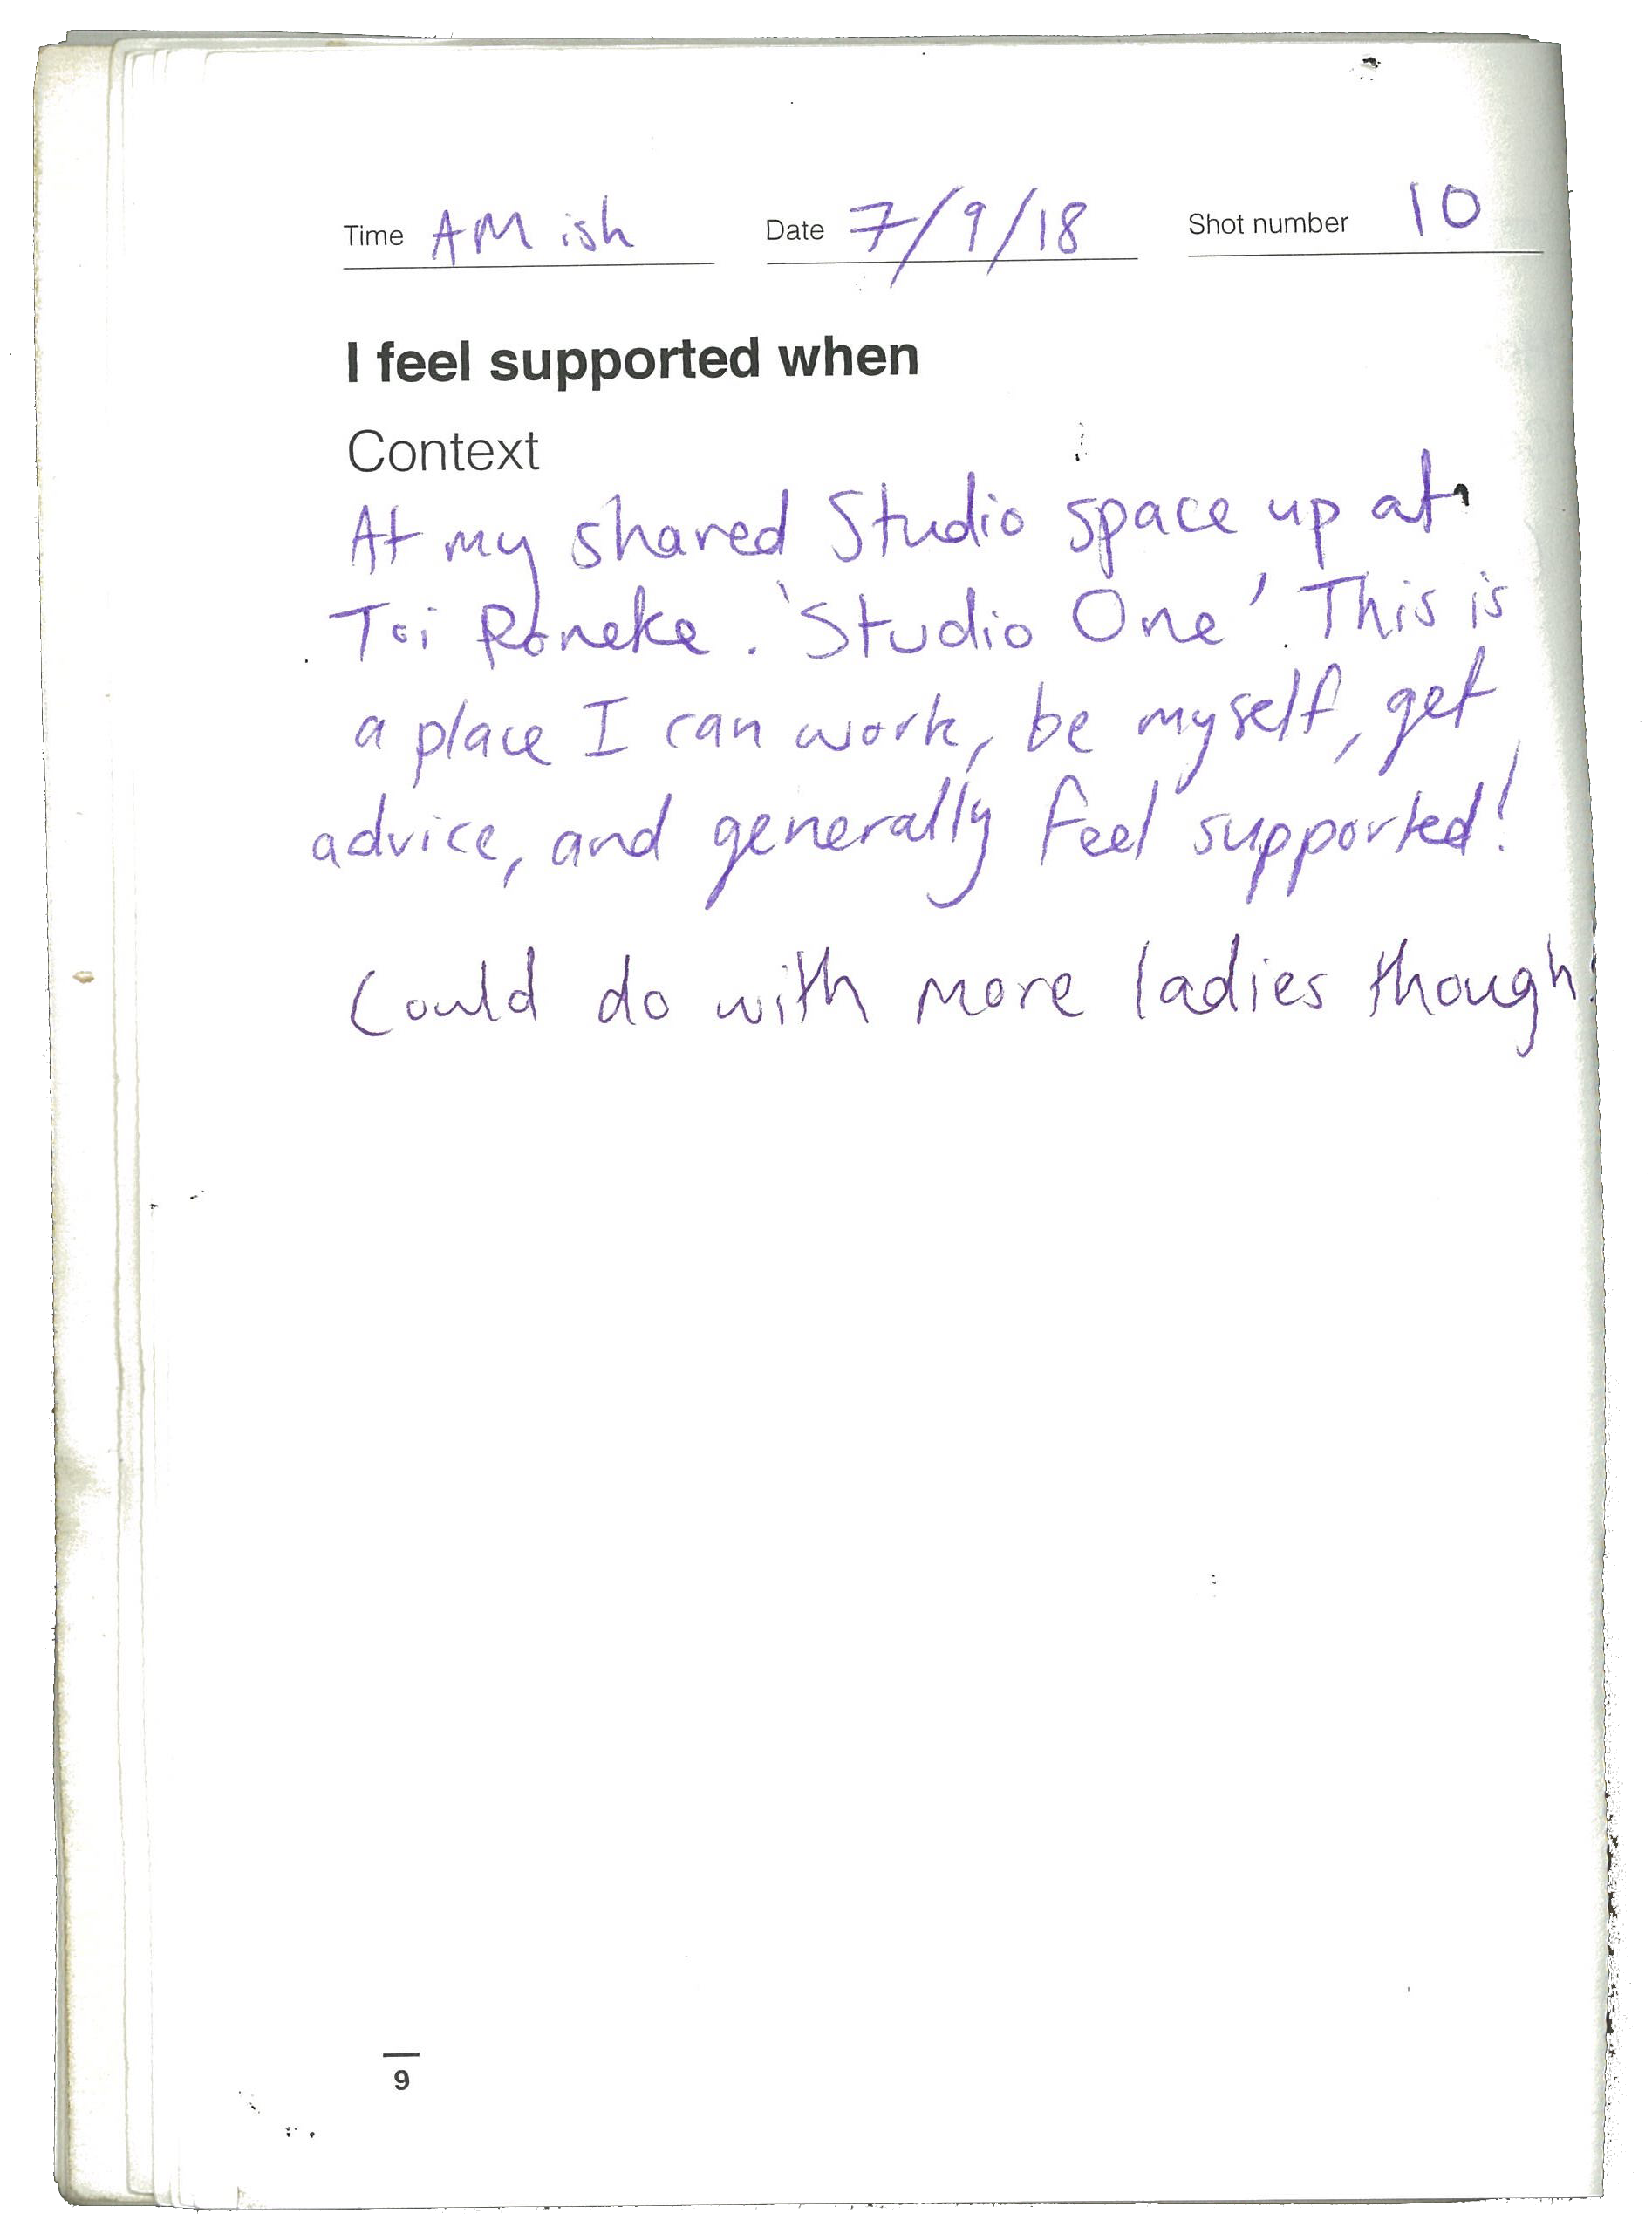 Time AM ish Date 7/9/18 Shot number 10
I feel supported when
Context
At my shared Studio space up at
Toi Poneke. 'Studio One'. This is
a place I can work, be myself, get
advice, and generally feel supported!
Could do with more ladies though!
9